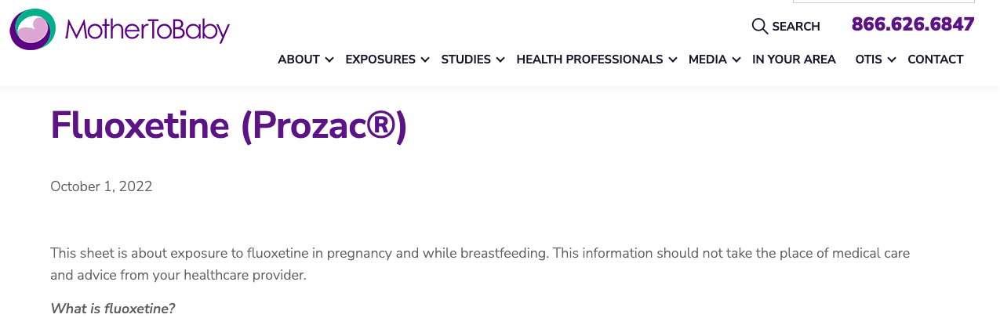 MotherToBaby
SEARCH
866.626.6847
ABOUT EXPOSURES STUDIES HEALTH PROFESSIONALS MEDIA IN YOUR AREA OTIS CONTACT
Fluoxetine (Prozac®)
October 1, 2022
This sheet is about exposure to fluoxetine in pregnancy and while breastfeeding. This information should not take the place of medical care
and advice from your healthcare provider.
What is fluoxetine?